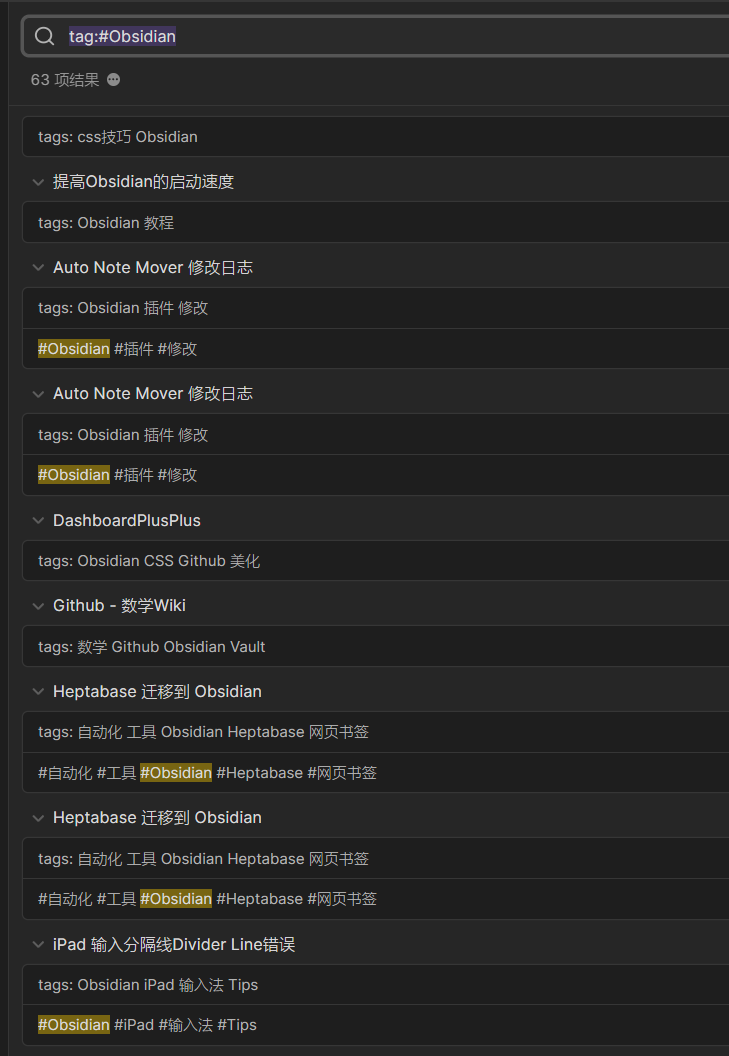 tag:#Obsidian
63 项结果
tags: css技巧 Obsidian
提高Obsidian的启动速度
tags: Obsidian 教程
Auto Note Mover 修改日志
tags: Obsidian 插件 修改
#Obsidian #插件 #修改
Auto Note Mover 修改日志
tags: Obsidian 插件 修改
#Obsidian #插件 #修改
DashboardPlusPlus
tags: Obsidian CSS Github 美化
Github - 数学Wiki
tags: 数学 Github Obsidian Vault
Heptabase 迁移到 Obsidian
tags: 自动化 工具 Obsidian Heptabase 网页书签
#自动化 #工具 #Obsidian #Heptabase #网页书签
Heptabase 迁移到 Obsidian
tags: 自动化 工具 Obsidian Heptabase 网页书签
#自动化 #工具 #Obsidian #Heptabase #网页书签
iPad 输入分隔线Divider Line错误
tags: Obsidian iPad 输入法 Tips
#Obsidian #iPad #输入法 #Tips